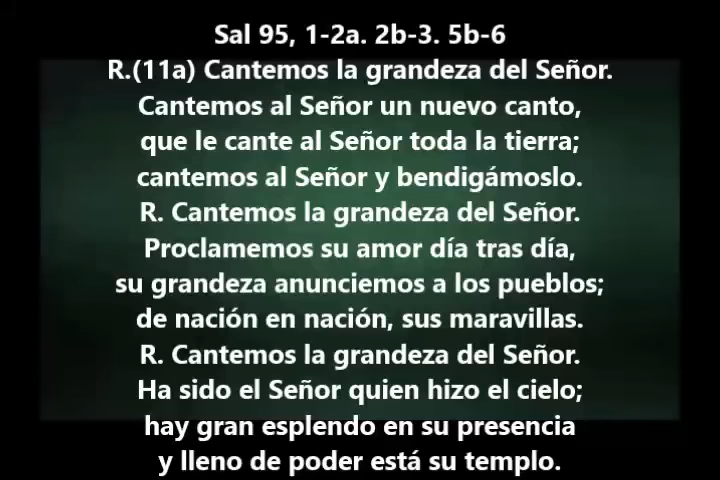 Sal 95, 1-2a. 2b-3. 5b-6
R.(11a) Cantemos la grandeza del Señor.
Cantemos al Señor un nuevo canto,
que le cante al Señor toda la tierra;
cantemos al Señor y bendigámoslo.
R. Cantemos la grandeza del Señor.
Proclamemos su amor día tras día,
su grandeza anunciemos a los pueblos;
de nación en nación, sus maravillas.
R. Cantemos la grandeza del Señor.
Ha sido el Señor quien hizo el cielo;
hay gran esplendo en su presencia
y lleno de poder está su templo.